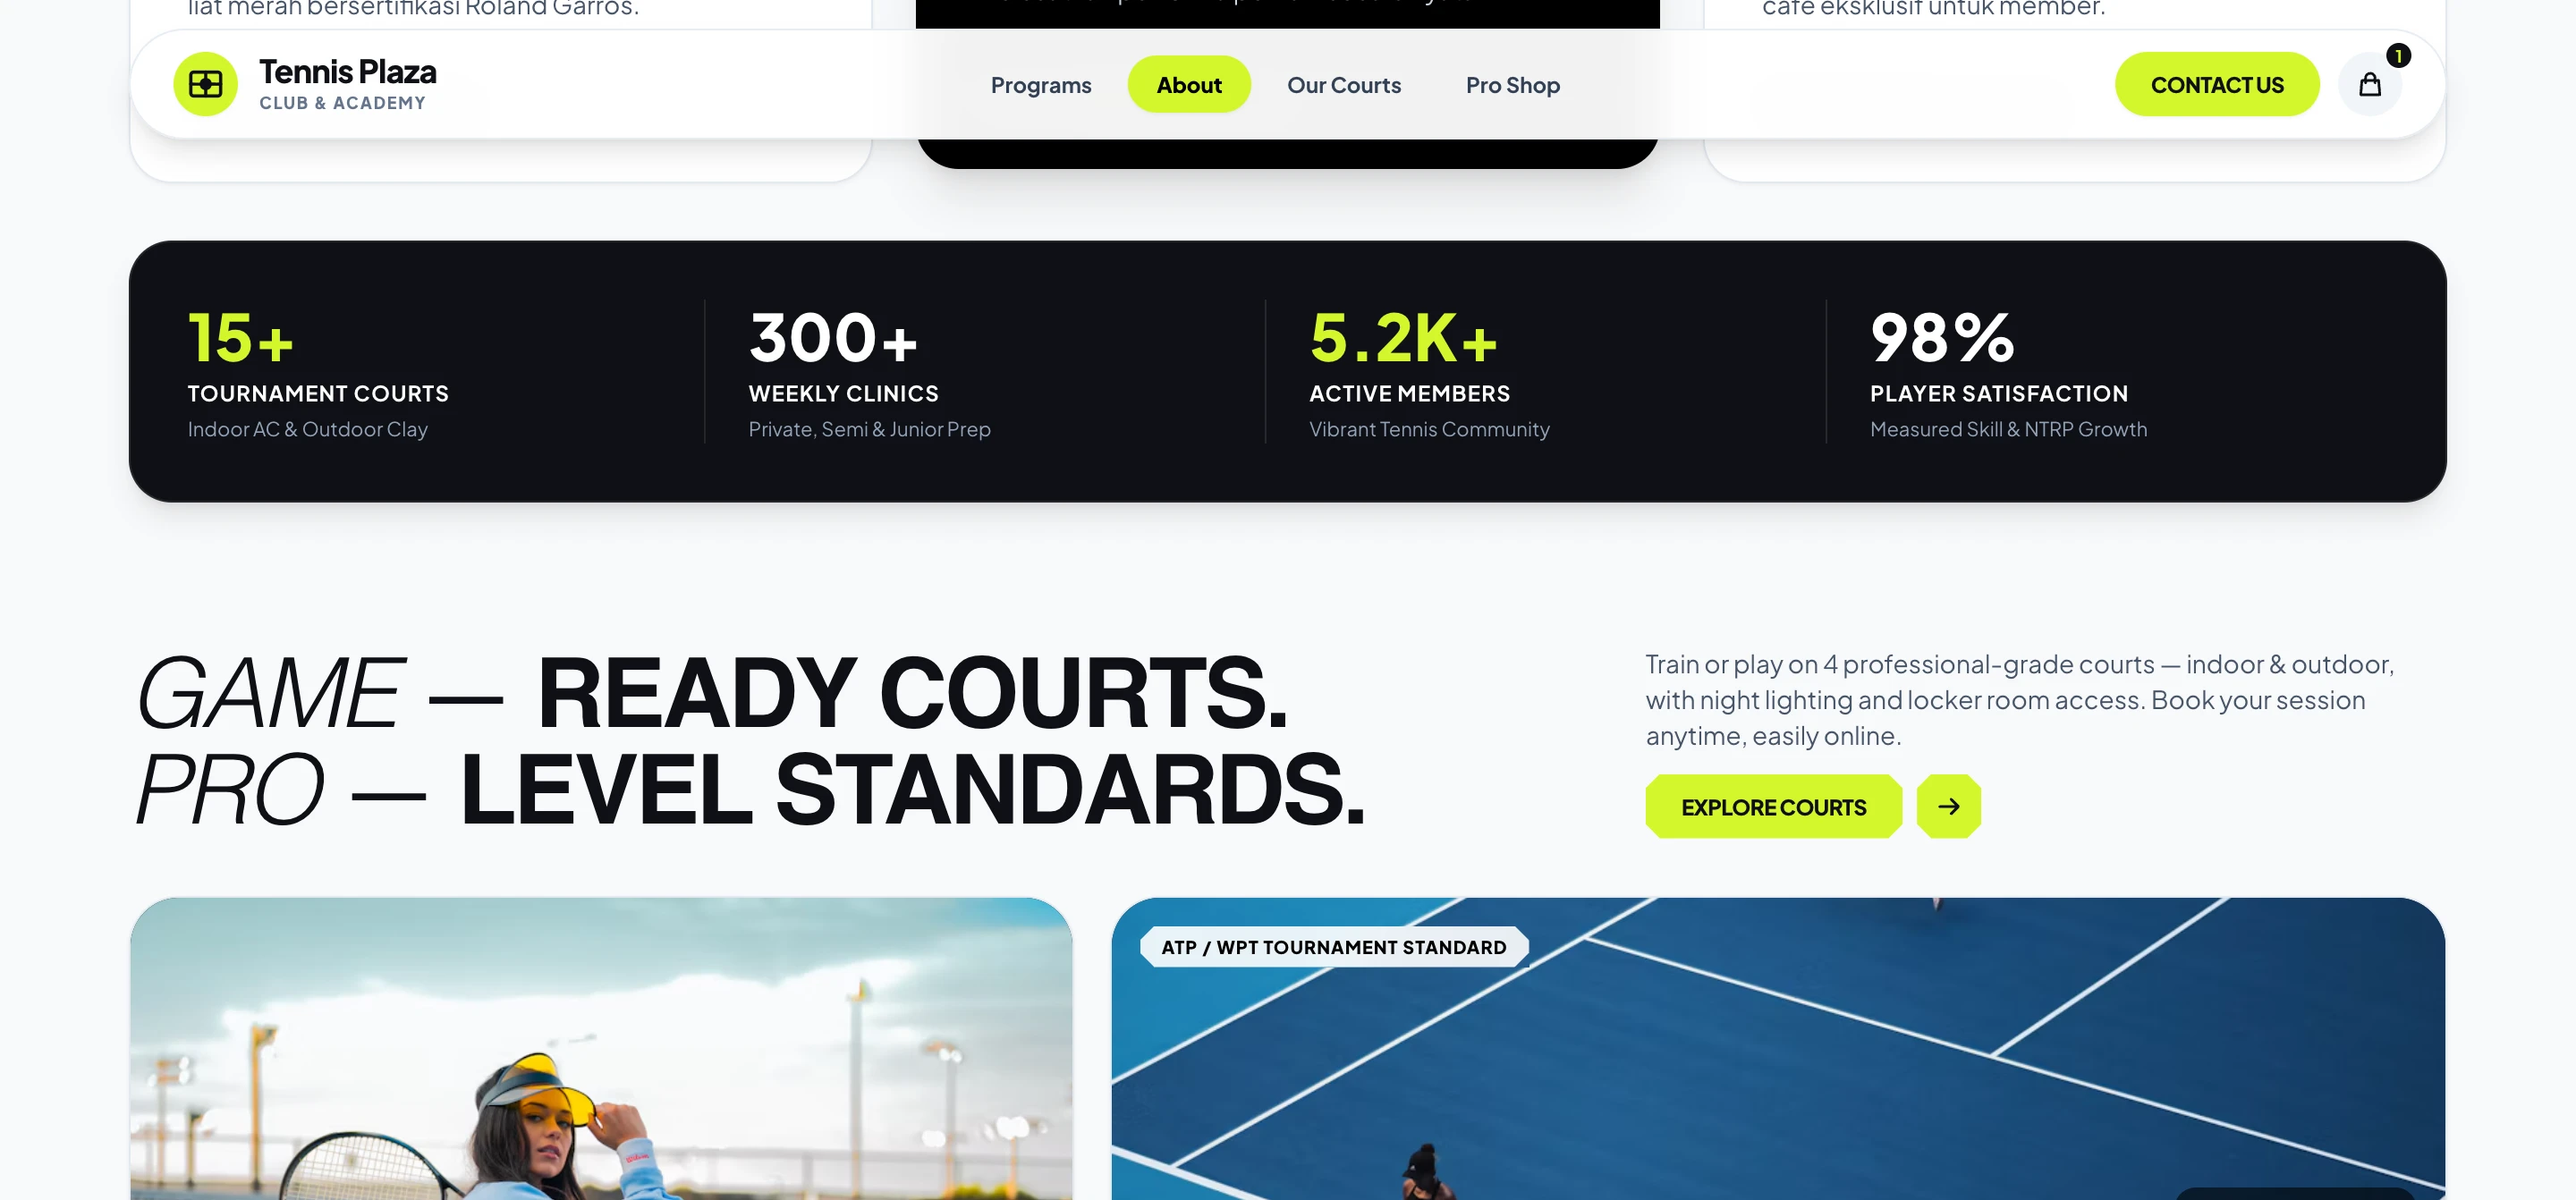 liat merah bersertifikasi Roland Garros.
cafe eksklusif untuk member.
Tennis Plaza
CLUB & ACADEMY
Programs
About
Our Courts
Pro Shop
CONTACT US
1
15+
TOURNAMENT COURTS
Indoor AC & Outdoor Clay
300+
WEEKLY CLINICS
Private, Semi & Junior Prep
5.2K+
ACTIVE MEMBERS
Vibrant Tennis Community
98%
PLAYER SATISFACTION
Measured Skill & NTRP Growth
GAME — READY COURTS.
PRO — LEVEL STANDARDS.
Train or play on 4 professional-grade courts — indoor & outdoor,
with night lighting and locker room access. Book your session
anytime, easily online.
EXPLORE COURTS →
ATP / WPT TOURNAMENT STANDARD
Wilson